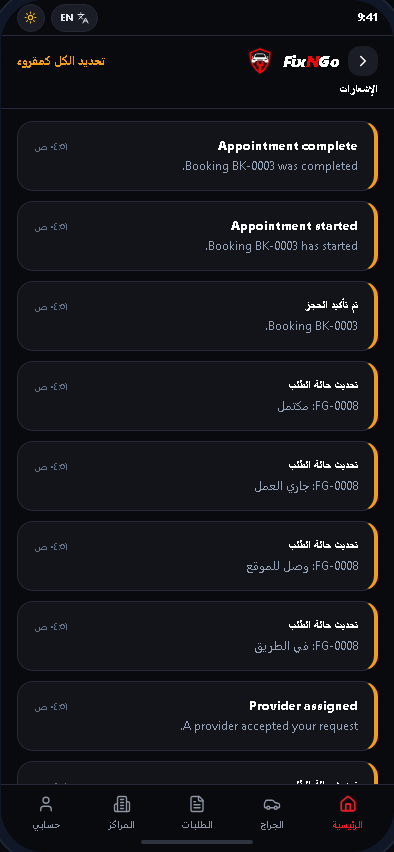 9:41
EN
FixNGo
تحديد الكل كمقروء
الإشعارات
Appointment complete
Booking BK-0003 was completed.
Appointment started
Booking BK-0003 has started.
تم تأكيد الحجز
Booking BK-0003.
تحديث حالة الطلب
FG-0008: مكتمل
تحديث حالة الطلب
FG-0008: جاري العمل
تحديث حالة الطلب
FG-0008: وصل للموقع
تحديث حالة الطلب
FG-0008: في الطريق
Provider assigned
A provider accepted your request.
الرئيسية
الجراج
الطلبات
المراكز
حسابي